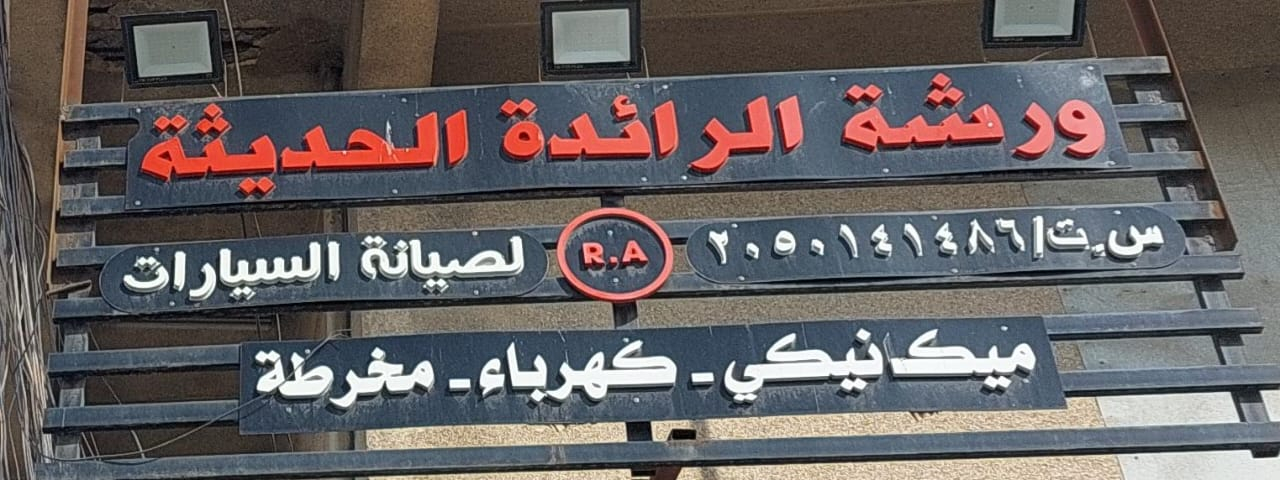 ورشة الرائدة الحديثة
س.ت/٢٠٥٠١٤١٤٨٦ R.A لصيانة السيارات
ميكانيكي - كهرباء - مخرطة